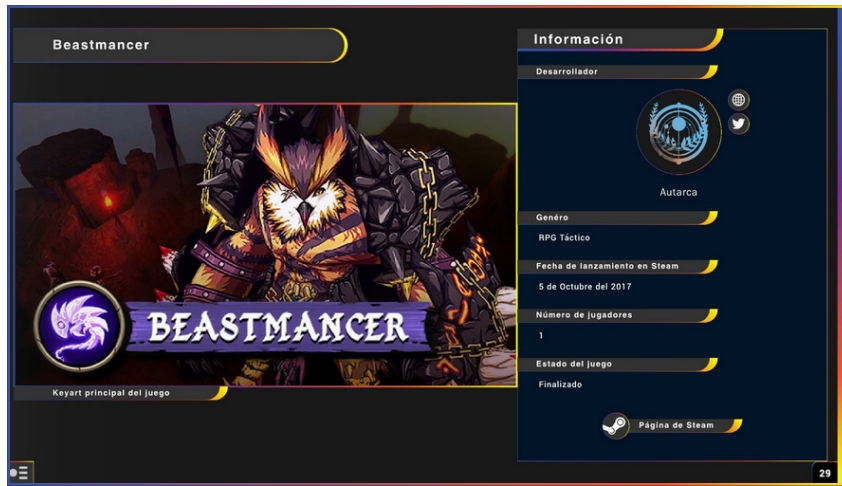 Beastmancer
BEASTMANCER
Keyart principal del juego
Información
Desarrollador
Autarca
Genéro
RPG Táctico
Fecha de lanzamiento en Steam
5 de Octubre del 2017
Número de jugadores
1
Estado del juego
Finalizado
Página de Steam
29